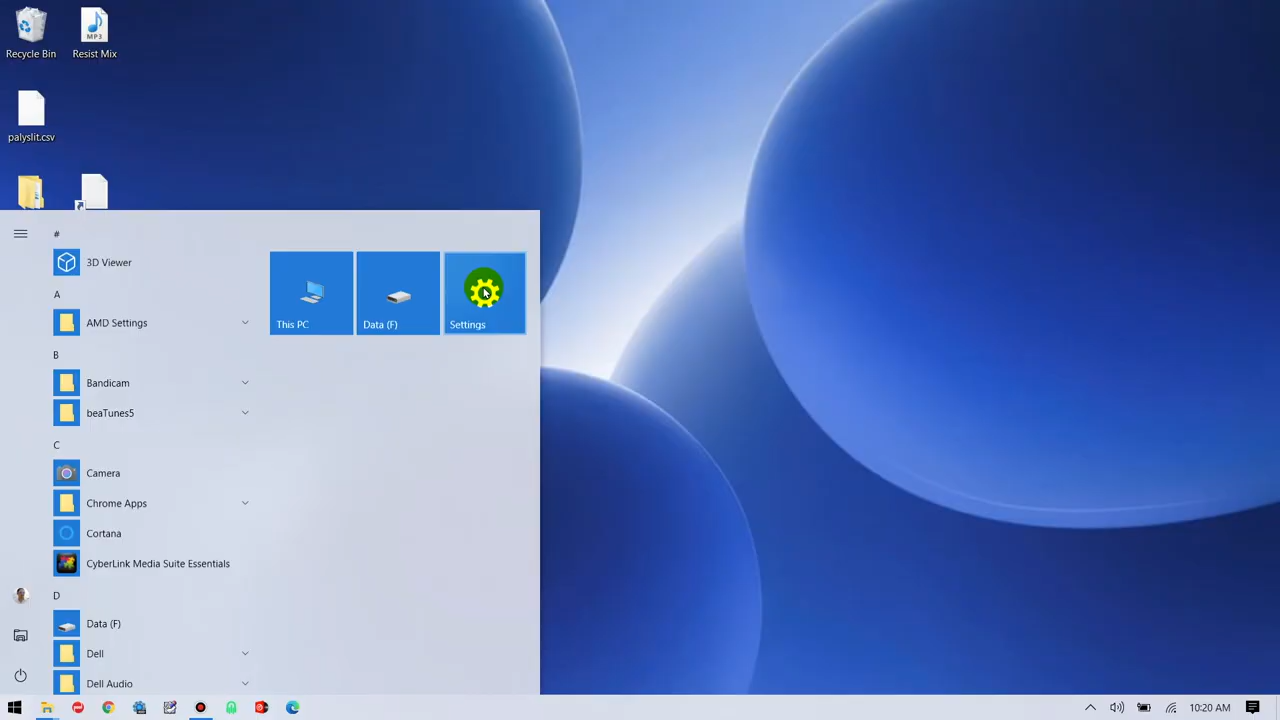 Recycle Bin
Resist Mix
MP3
palyslit.csv
#
3D Viewer
A
AMD Settings
B
Bandicam
beaTunes5
C
Camera
Chrome Apps
Cortana
CyberLink Media Suite Essentials
D
Data (F)
Dell
Dell Audio
This PC
Data (F)
Settings
10:20 AM